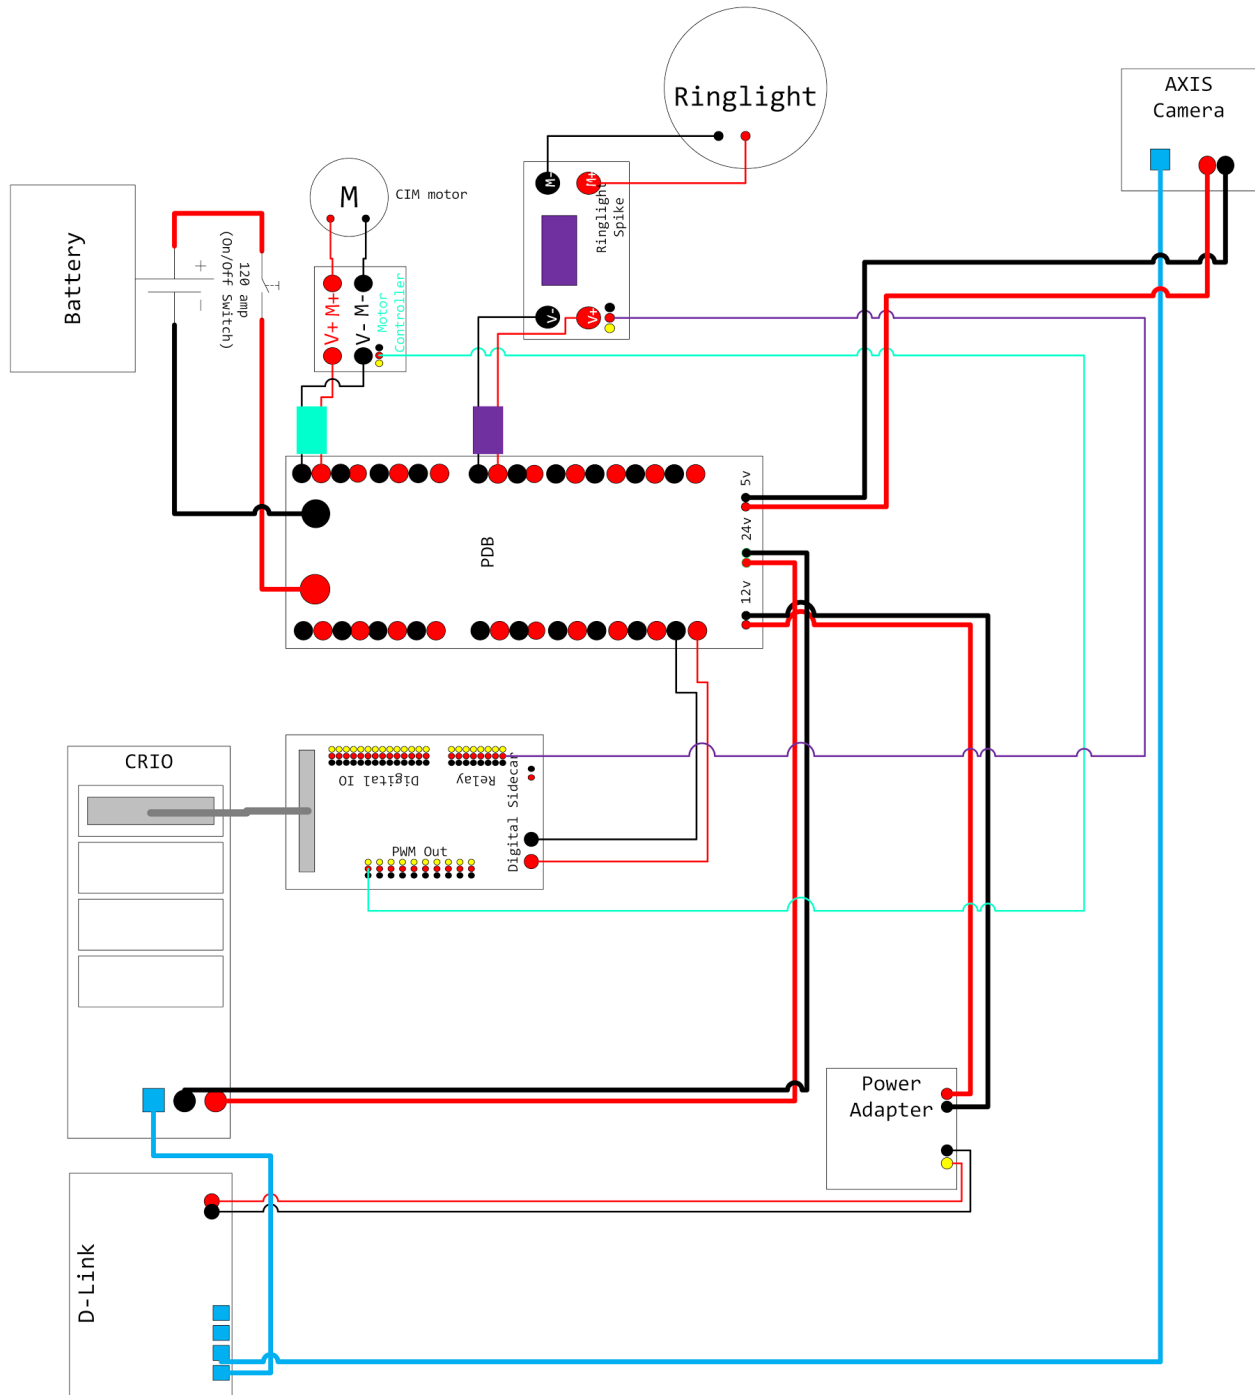 Ringlight
AXIS
Camera
M
CIM motor
M-
M+
Ringlight
Spike
V-
V+
Battery
+
−
120 amp
(On/Off Switch)
V+ M+
V- M-
Motor
Controller
5v
24v
12v
PDB
CRIO
Digital IO
Relay
Digital Sidecar
PWM Out
Power
Adapter
D-Link